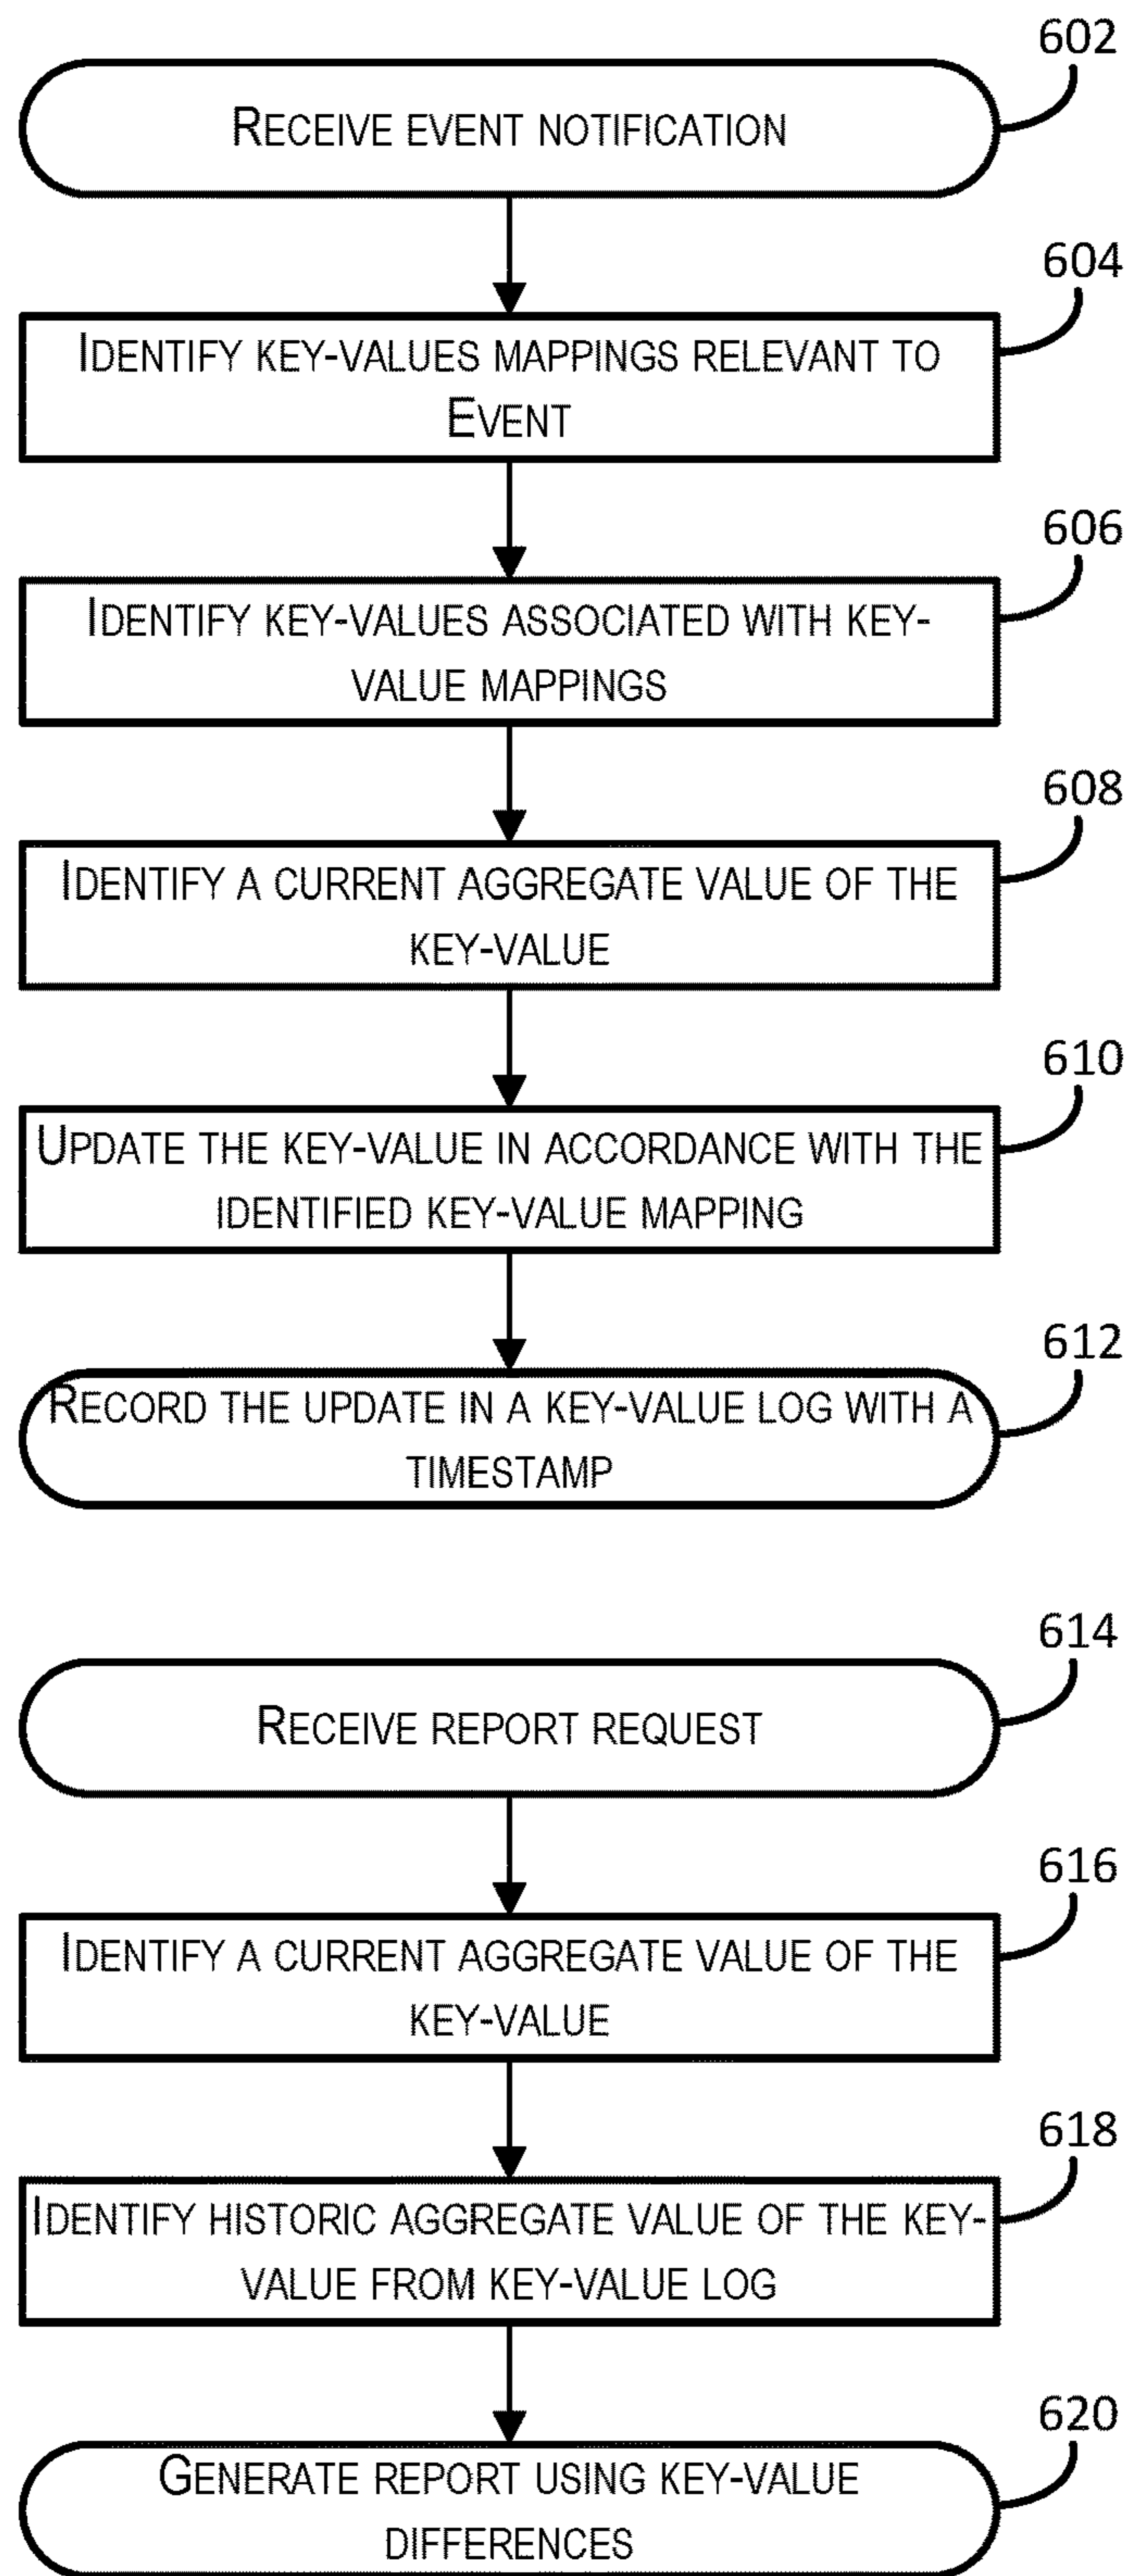 602
RECEIVE EVENT NOTIFICATION
604
IDENTIFY KEY-VALUES MAPPINGS RELEVANT TO
EVENT
606
IDENTIFY KEY-VALUES ASSOCIATED WITH KEY-
VALUE MAPPINGS
608
IDENTIFY A CURRENT AGGREGATE VALUE OF THE
KEY-VALUE
610
UPDATE THE KEY-VALUE IN ACCORDANCE WITH THE
IDENTIFIED KEY-VALUE MAPPING
612
RECORD THE UPDATE IN A KEY-VALUE LOG WITH A
TIMESTAMP
614
RECEIVE REPORT REQUEST
616
IDENTIFY A CURRENT AGGREGATE VALUE OF THE
KEY-VALUE
618
IDENTIFY HISTORIC AGGREGATE VALUE OF THE KEY-
VALUE FROM KEY-VALUE LOG
620
GENERATE REPORT USING KEY-VALUE
DIFFERENCES